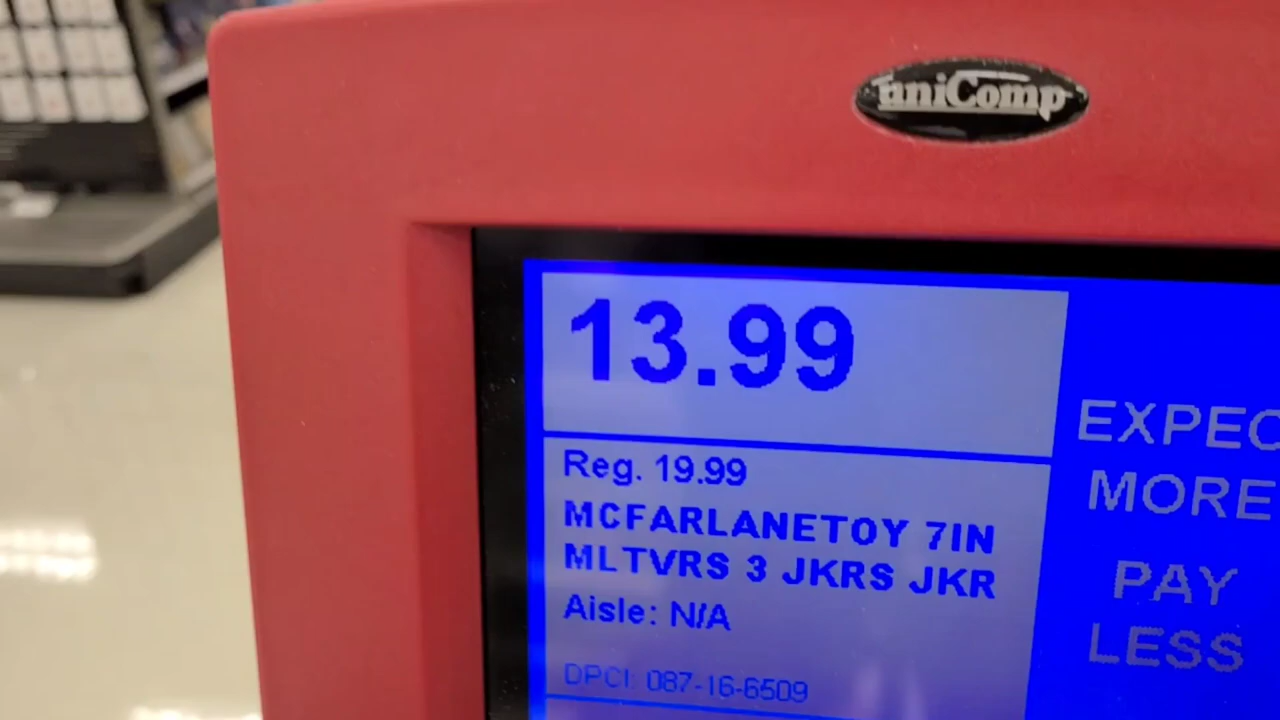 uniComp
13.99
Reg. 19.99
MCFARLANETOY 7IN
MLTVRS 3 JKRS JKR
Aisle: N/A
DPCI: 087-16-6509
EXPEC
MORE
PAY
LESS